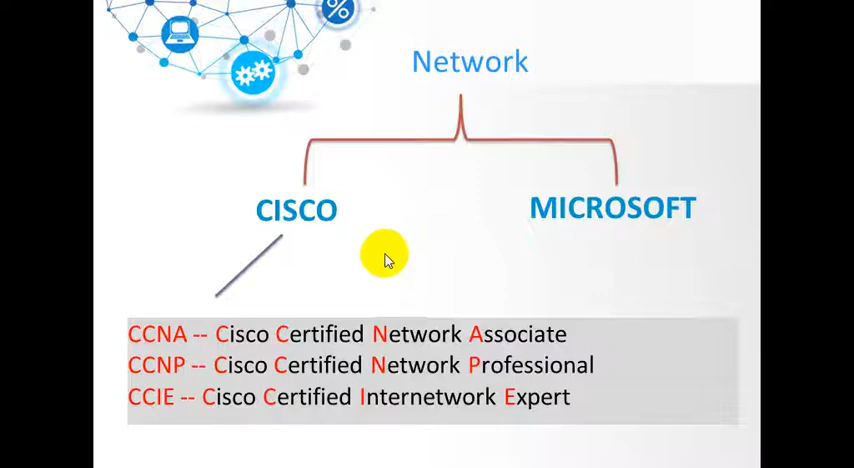 Network
CISCO
MICROSOFT
CCNA -- Cisco Certified Network Associate
CCNP -- Cisco Certified Network Professional
CCIE -- Cisco Certified Internetwork Expert